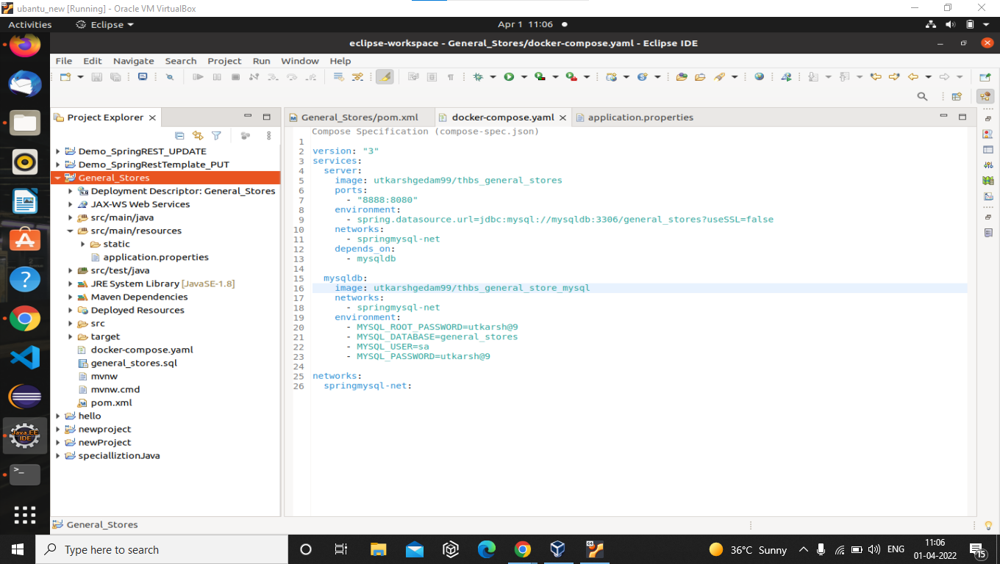 ubantu_new [Running] - Oracle VM VirtualBox
Activities
Eclipse
Apr 1 11:06
eclipse-workspace - General_Stores/docker-compose.yaml - Eclipse IDE
File Edit Navigate Search Project Run Window Help
Project Explorer
General_Stores/pom.xml
docker-compose.yaml
application.properties
Demo_SpringREST_UPDATE
Demo_SpringRestTemplate_PUT
General_Stores
Deployment Descriptor: General_Stores
JAX-WS Web Services
src/main/java
src/main/resources
static
application.properties
src/test/java
JRE System Library [JavaSE-1.8]
Maven Dependencies
Deployed Resources
src
target
docker-compose.yaml
general_stores.sql
mvnw
mvnw.cmd
pom.xml
hello
newproject
newProject
specialliztionJava
Compose Specification (compose-spec.json)
1
2 version: "3"
3 services:
4 server:
5 image: utkarshgedam99/thbs_general_stores
6 ports:
7 - "8888:8080"
8 environment:
9 - spring.datasource.url=jdbc:mysql://mysqldb:3306/general_stores?useSSL=false
10 networks:
11 - springmysql-net
12 depends_on:
13 - mysqldb
14
15 mysqldb:
16 image: utkarshgedam99/thbs_general_store_mysql
17 networks:
18 - springmysql-net
19 environment:
20 - MYSQL_ROOT_PASSWORD=utkarsh@9
21 - MYSQL_DATABASE=general_stores
22 - MYSQL_USER=sa
23 - MYSQL_PASSWORD=utkarsh@9
24
25 networks:
26 springmysql-net:
Java EE
IDE
General_Stores
Type here to search
36°C Sunny
ENG
11:06
01-04-2022
15